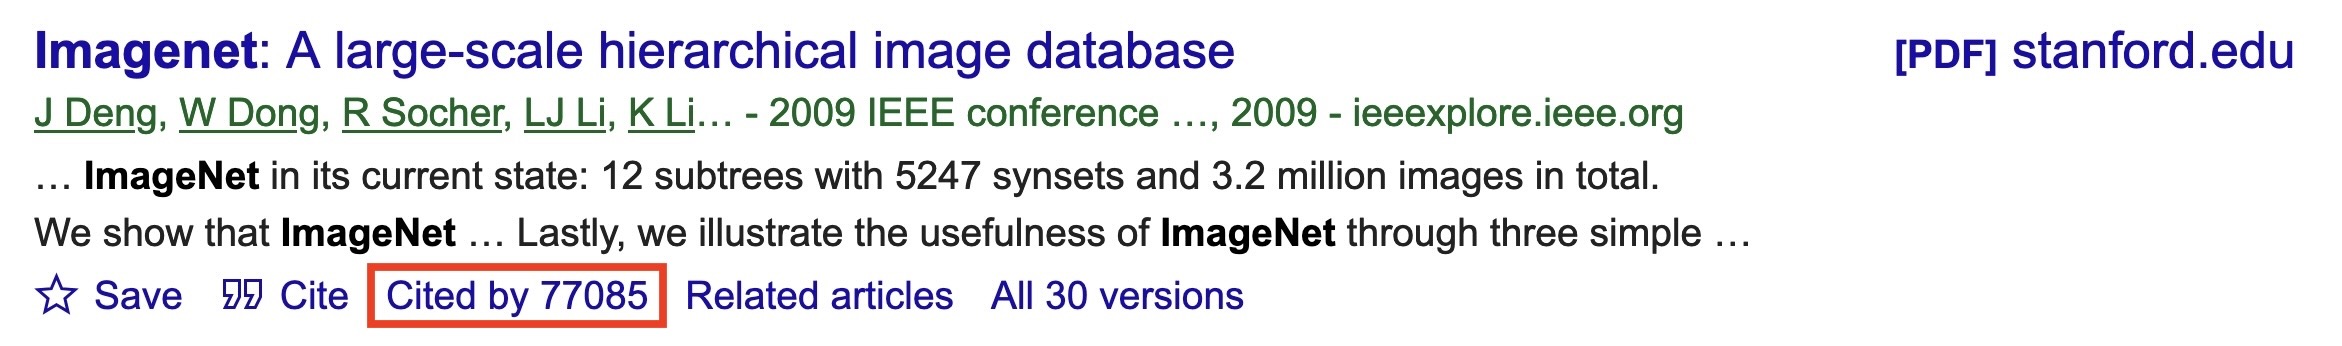 Imagenet: A large-scale hierarchical image database
[PDF] stanford.edu
J Deng, W Dong, R Socher, LJ Li, K Li… - 2009 IEEE conference …, 2009 - ieeexplore.ieee.org
… ImageNet in its current state: 12 subtrees with 5247 synsets and 3.2 million images in total.
We show that ImageNet … Lastly, we illustrate the usefulness of ImageNet through three simple …
Save Cite Cited by 77085 Related articles All 30 versions